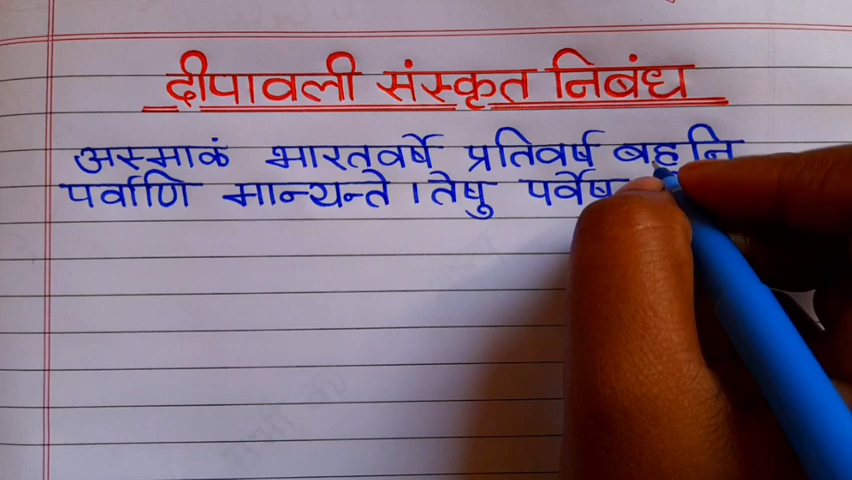 दीपावली संस्कृत निबंध
अस्माकं भारतवर्षे प्रतिवर्ष बहूनि
पर्वाणि मान्यन्ते । तेषु